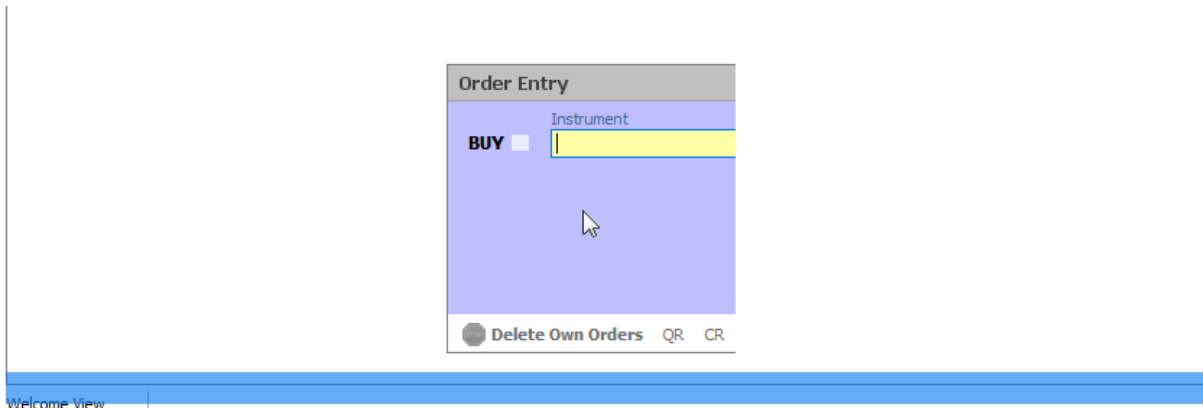 Order Entry
Instrument
BUY
Delete Own Orders QR CR
Welcome View